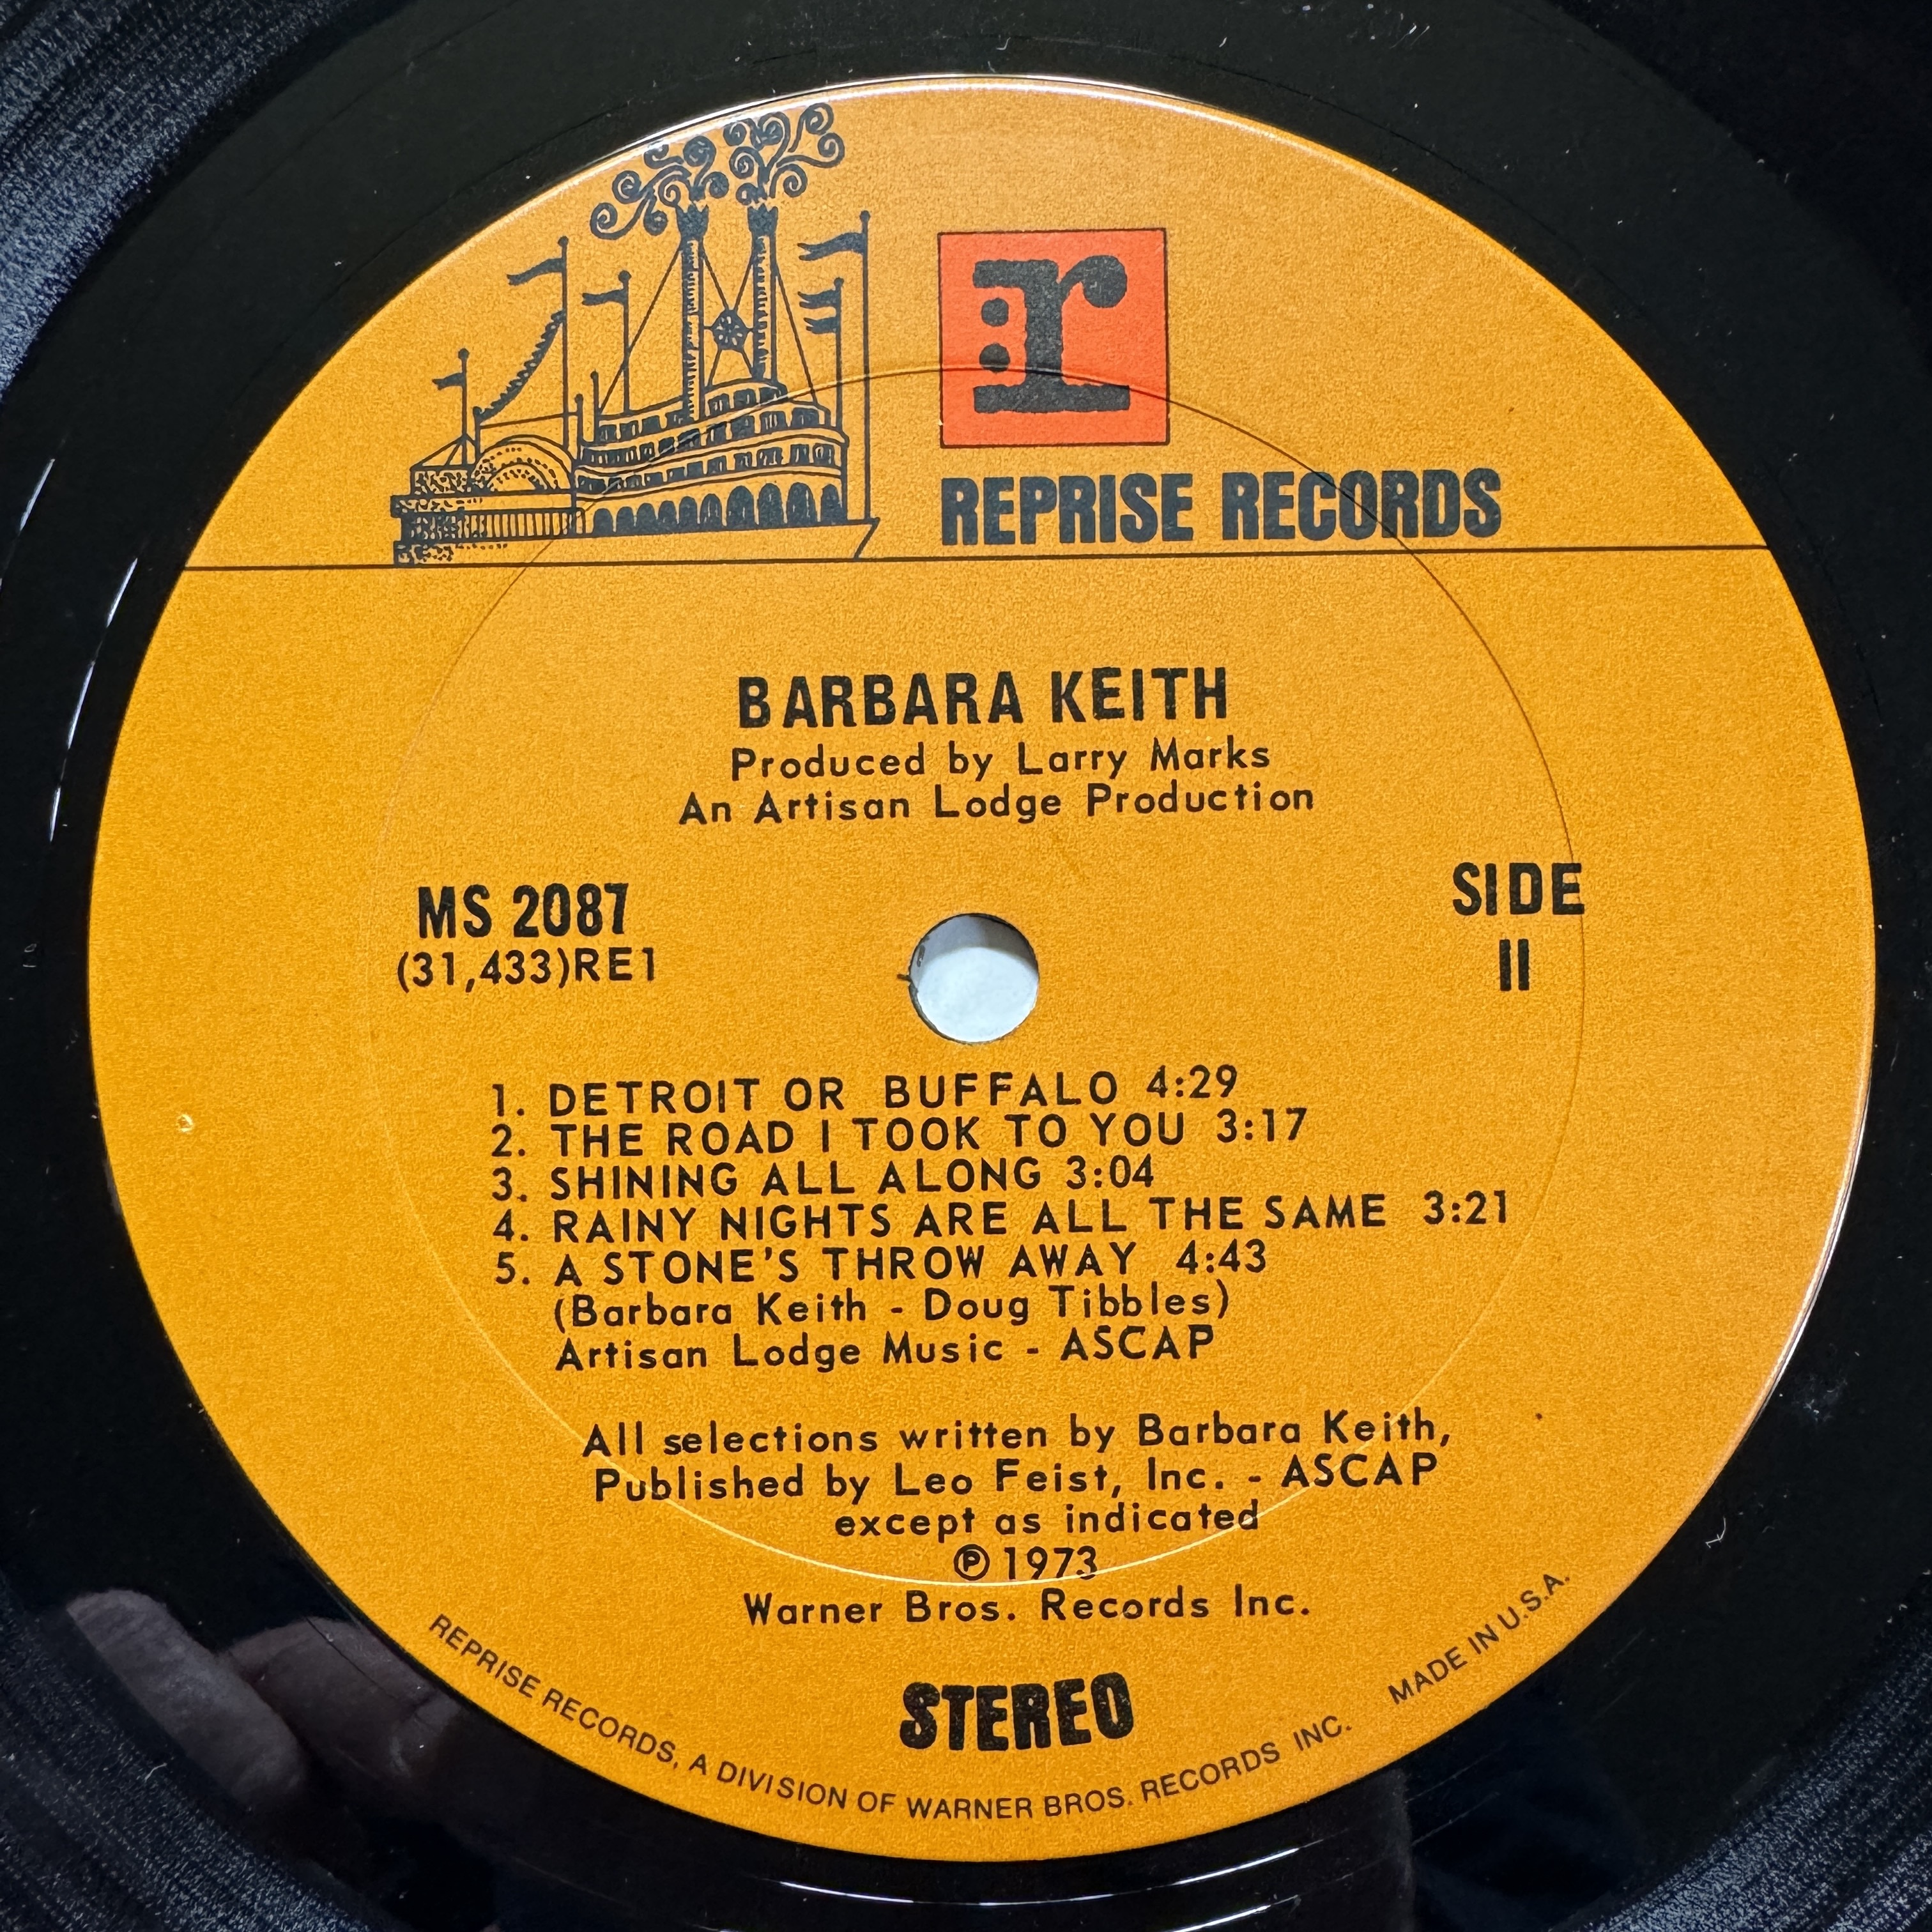 r:
REPRISE RECORDS
BARBARA KEITH
Produced by Larry Marks
An Artisan Lodge Production
MS 2087
(31,433)RE1
SIDE
II
1. DETROIT OR BUFFALO 4:29
2. THE ROAD I TOOK TO YOU 3:17
3. SHINING ALL ALONG 3:04
4. RAINY NIGHTS ARE ALL THE SAME 3:21
5. A STONE'S THROW AWAY 4:43
(Barbara Keith - Doug Tibbles)
Artisan Lodge Music - ASCAP
All selections written by Barbara Keith,
Published by Leo Feist, Inc. - ASCAP
except as indicated
℗ 1973
Warner Bros. Records Inc.
STEREO
REPRISE RECORDS, A DIVISION OF WARNER BROS. RECORDS INC. MADE IN U.S.A.